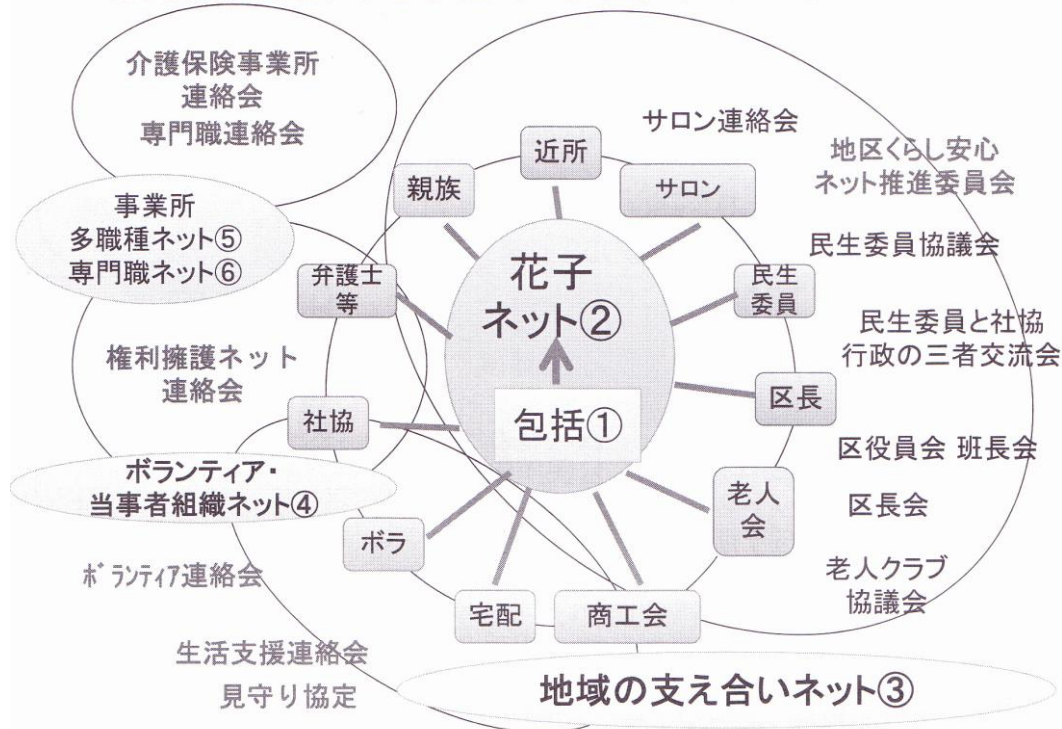 介護保険事業所
連絡会
専門職連絡会
サロン連絡会
近所
地区くらし安心
ネット推進委員会
親族
サロン
事業所
多職種ネット⑤
専門職ネット⑥
民生委員協議会
花子
ネット②
弁護士
等
民生
委員
民生委員と社協
行政の三者交流会
権利擁護ネット
連絡会
包括①
区長
社協
区役員会 班長会
ボランティア・
当事者組織ネット④
老人
会
区長会
ボラ
ボランティア連絡会
老人クラブ
協議会
宅配
商工会
生活支援連絡会
見守り協定
地域の支え合いネット③